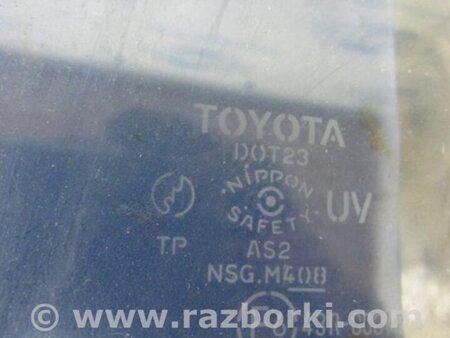 TOYOTA
DOT23
NIPPON
SAFETY
UV
TP
AS2
NSG.M408
www.razborki.com